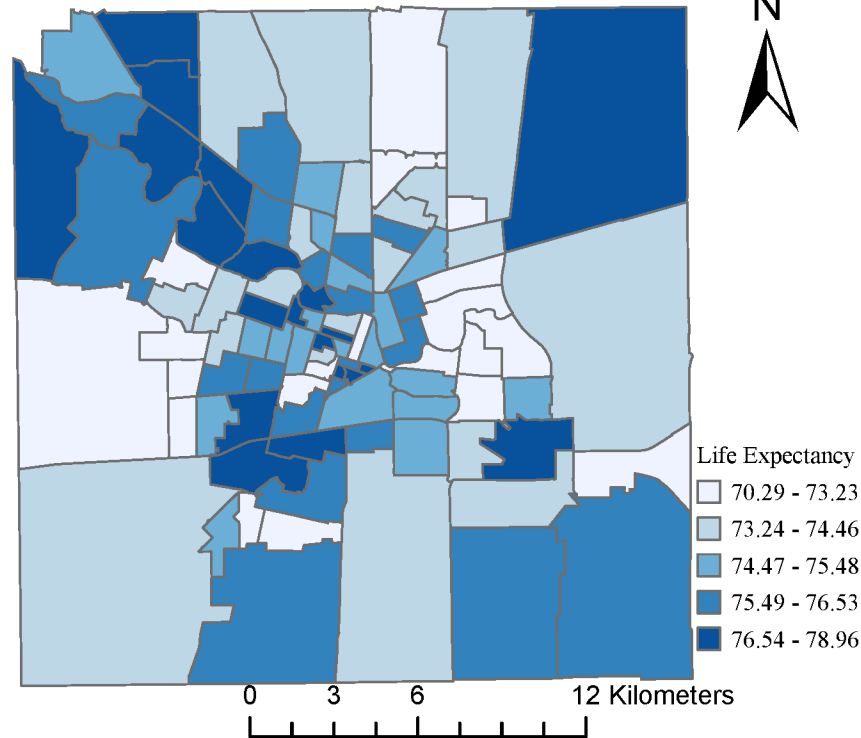 N
Life Expectancy
70.29 - 73.23
73.24 - 74.46
74.47 - 75.48
75.49 - 76.53
76.54 - 78.96
0 3 6 12 Kilometers